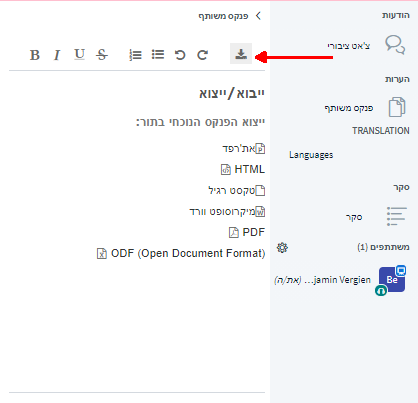 הודעות
צ'אט ציבורי
הערות
פנקס משותף
TRANSLATION
Languages
סקר
סקר
משתתפים (1)
Be
jamin Vergien... (את/ה)
פנקס משותף
B I U S
ייבוא/ייצוא
ייצוא הפנקס הנוכחי בתור:
את'רפד
HTML
טקסט רגיל
מיקרוסופט וורד
PDF
ODF (Open Document Format)